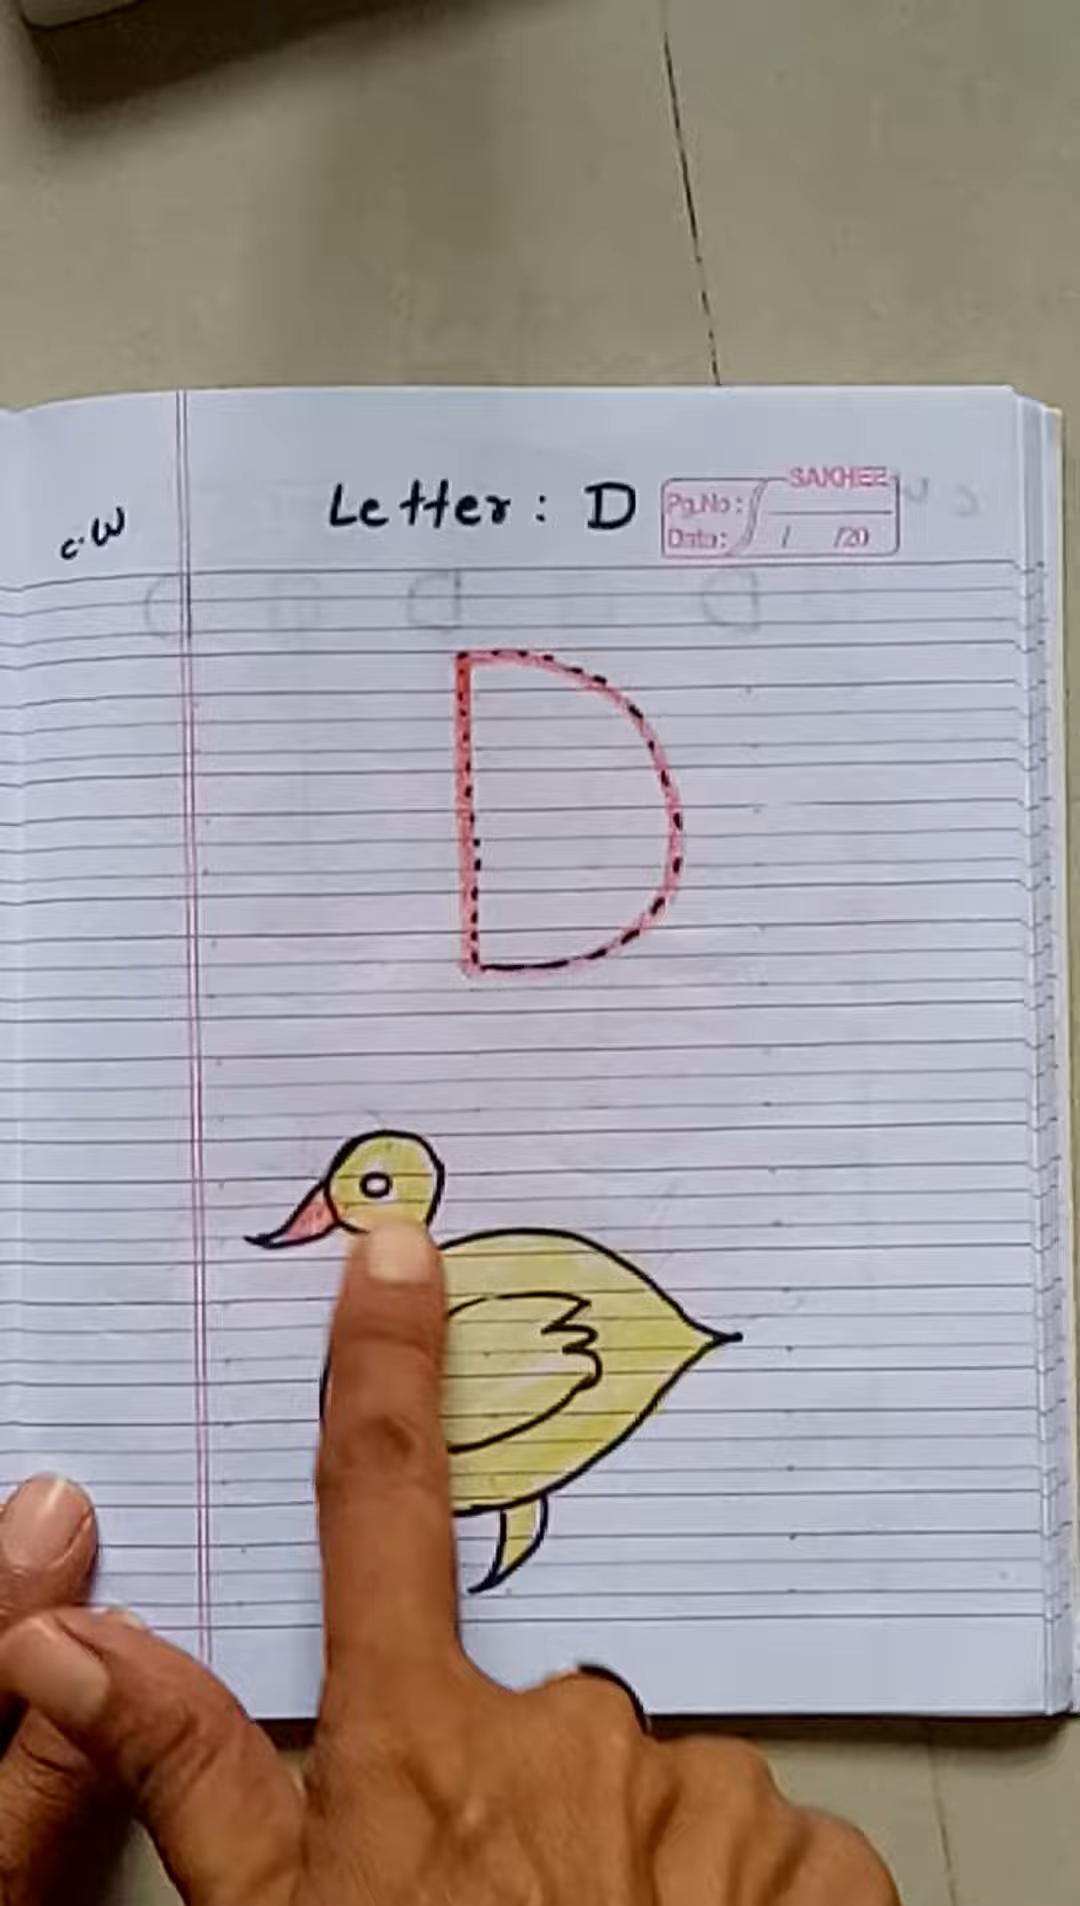 c.w
Letter : D
SAKHEE
Pg.No :
Date : / /20
D